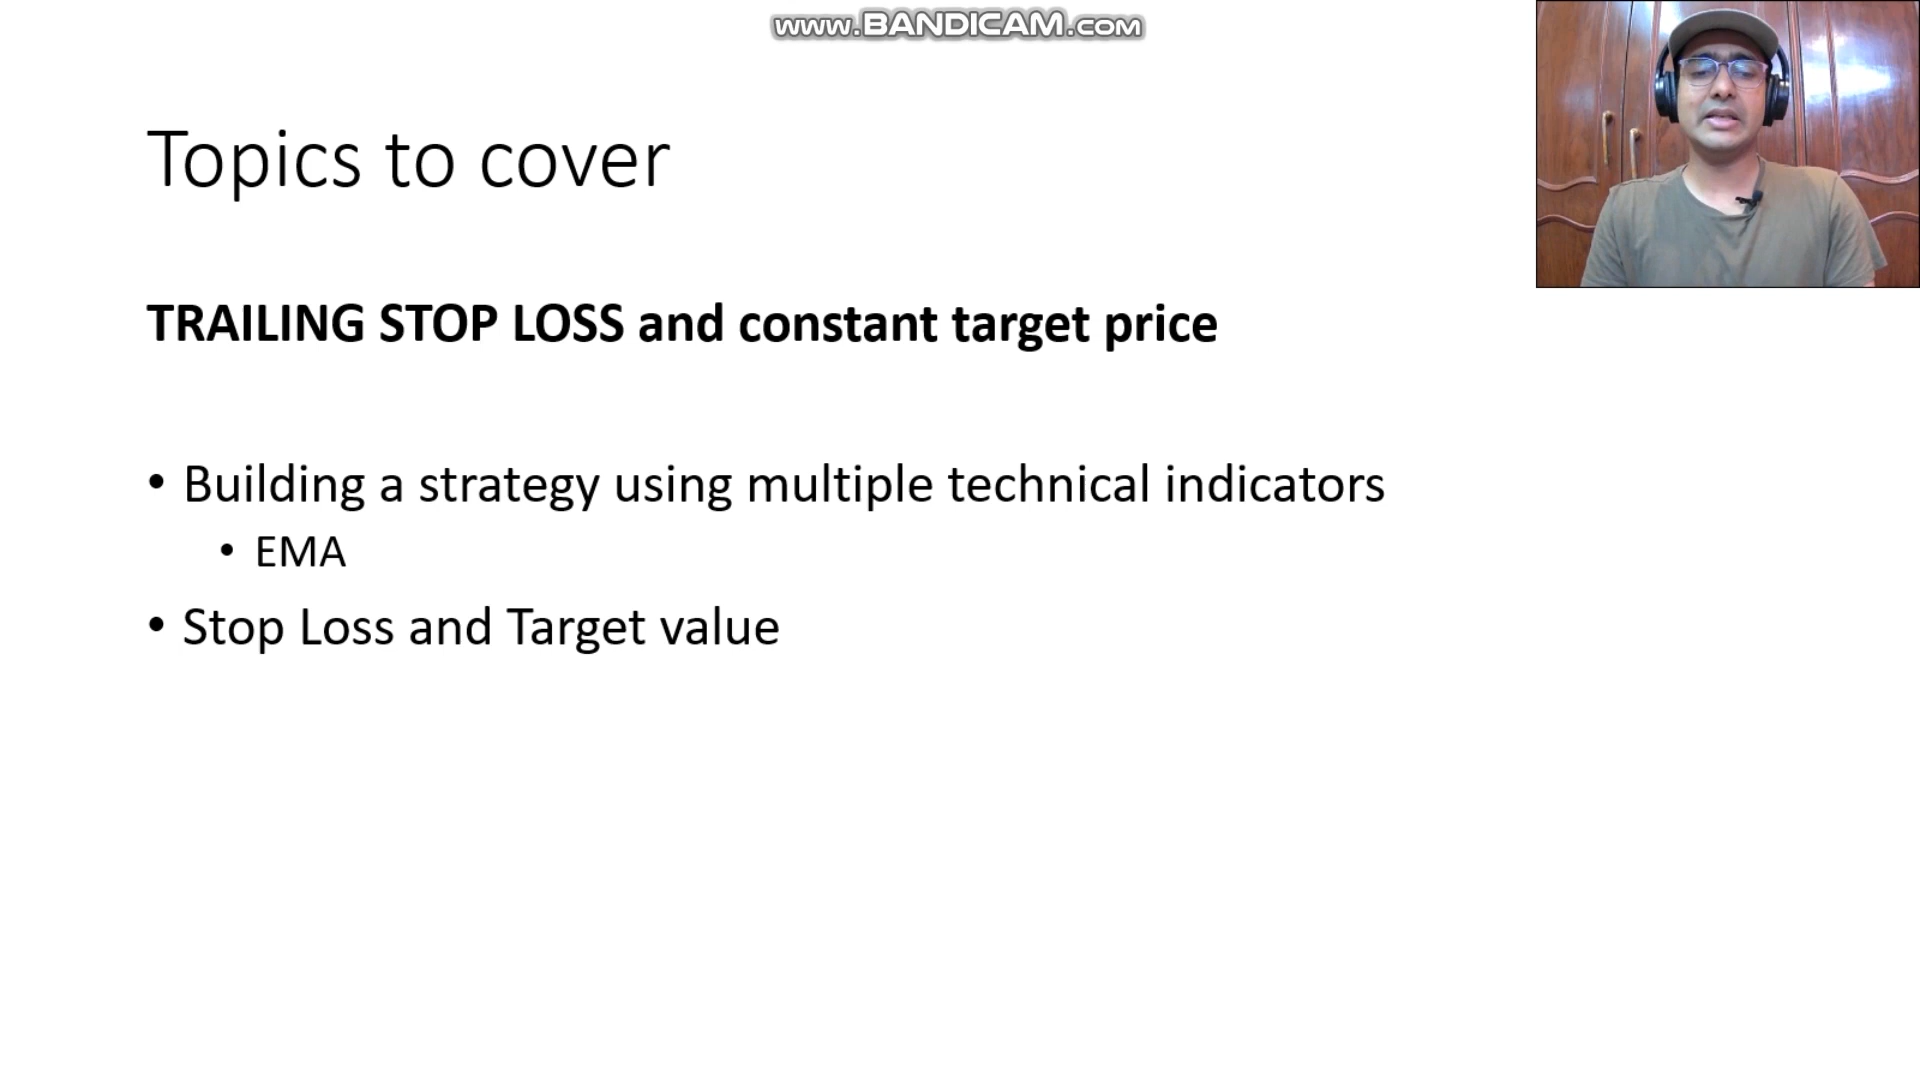 www.BANDICAM.com
Topics to cover
TRAILING STOP LOSS and constant target price
• Building a strategy using multiple technical indicators
• EMA
• Stop Loss and Target value